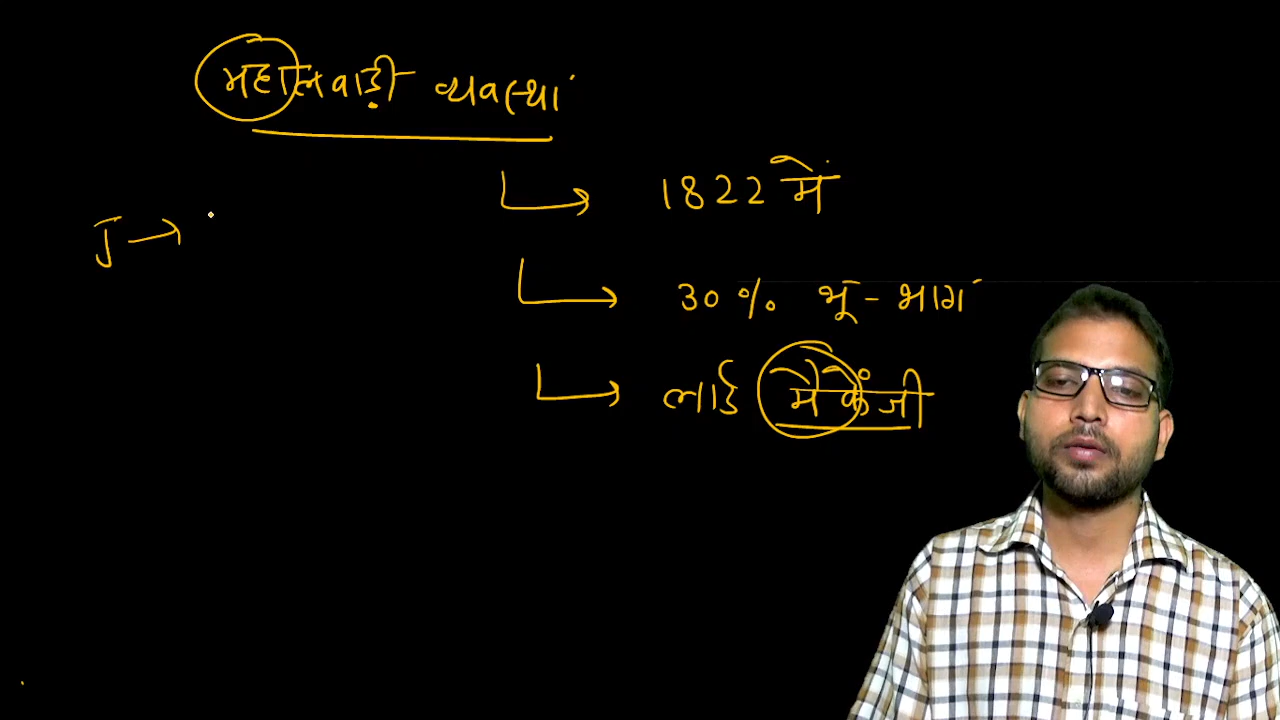 महालवाड़ी व्यवस्था
1822 में
I →
30 % भू - भाग
लार्ड मैकेंजी